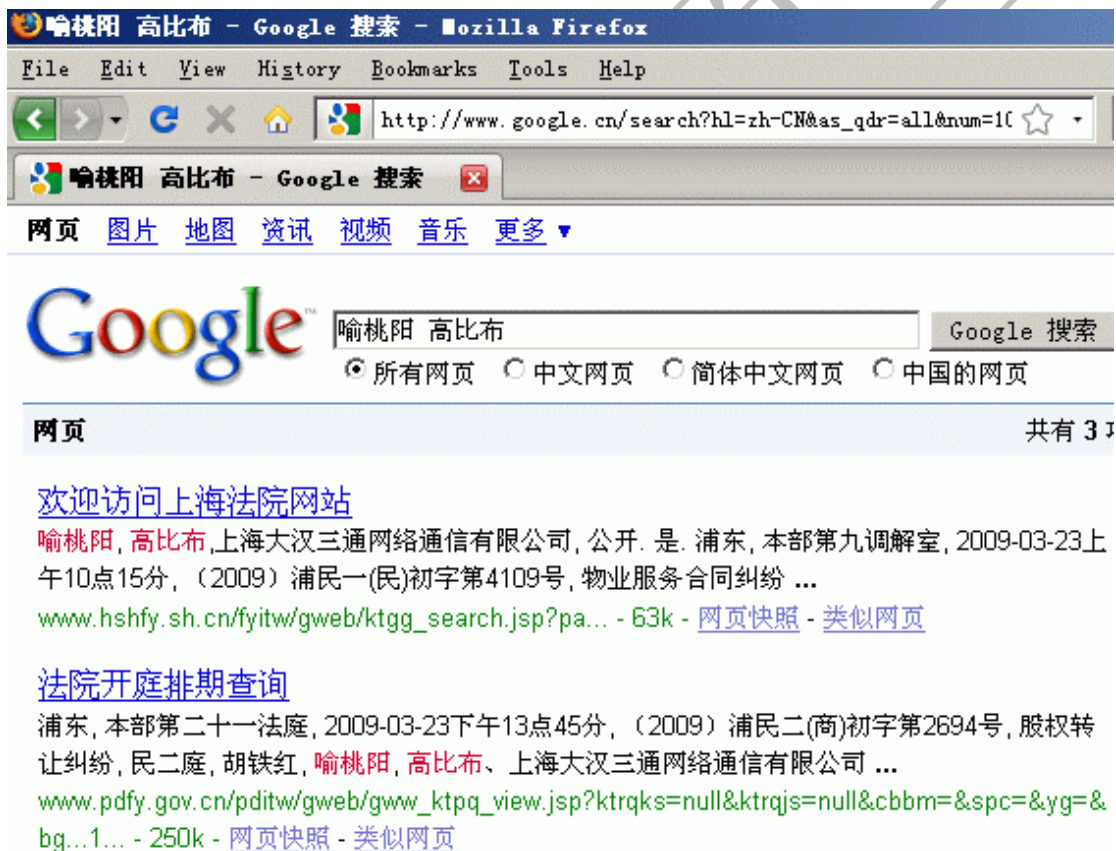 喻桃阳 高比布 - Google 搜索 - Mozilla Firefox
File Edit View History Bookmarks Tools Help
http://www.google.cn/search?hl=zh-CN&as_qdr=all&num=10
喻桃阳 高比布 - Google 搜索
网页 图片 地图 资讯 视频 音乐 更多 ▼
Google™ 喻桃阳 高比布 Google 搜索
所有网页 中文网页 简体中文网页 中国的网页
网页 共有 3
欢迎访问上海法院网站
喻桃阳, 高比布,上海大汉三通网络通信有限公司, 公开. 是. 浦东, 本部第九调解室, 2009-03-23上
午10点15分, （2009）浦民一(民)初字第4109号, 物业服务合同纠纷 ...
www.hshfy.sh.cn/fyitw/gweb/ktgg_search.jsp?pa... - 63k - 网页快照 - 类似网页
法院开庭排期查询
浦东, 本部第二十一法庭, 2009-03-23下午13点45分, （2009）浦民二(商)初字第2694号, 股权转
让纠纷, 民二庭, 胡铁红, 喻桃阳, 高比布、上海大汉三通网络通信有限公司 ...
www.pdfy.gov.cn/pditw/gweb/gww_ktpq_view.jsp?ktrqks=null&ktrqjs=null&cbbm=&spc=&yg=&
bg...1... - 250k - 网页快照 - 类似网页